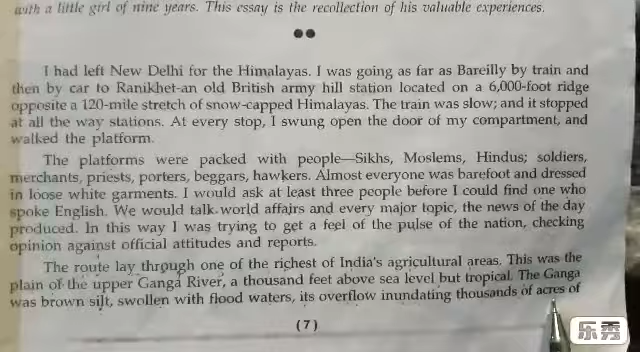 with a little girl of nine years. This essay is the recollection of his valuable experiences.
I had left New Delhi for the Himalayas. I was going as far as Bareilly by train and
then by car to Ranikhet-an old British army hill station located on a 6,000-foot ridge
opposite a 120-mile stretch of snow-capped Himalayas. The train was slow; and it stopped
at all the way stations. At every stop, I swung open the door of my compartment, and
walked the platform.
The platforms were packed with people—Sikhs, Moslems, Hindus; soldiers,
merchants, priests, porters, beggars, hawkers. Almost everyone was barefoot and dressed
in loose white garments. I would ask at least three people before I could find one who
spoke English. We would talk world affairs and every major topic, the news of the day
produced. In this way I was trying to get a feel of the pulse of the nation, checking
opinion against official attitudes and reports.
The route lay through one of the richest of India's agricultural areas. This was the
plain of the upper Ganga River, a thousand feet above sea level but tropical. The Ganga
was brown silt, swollen with flood waters, its overflow inundating thousands of acres of
(7)
乐秀